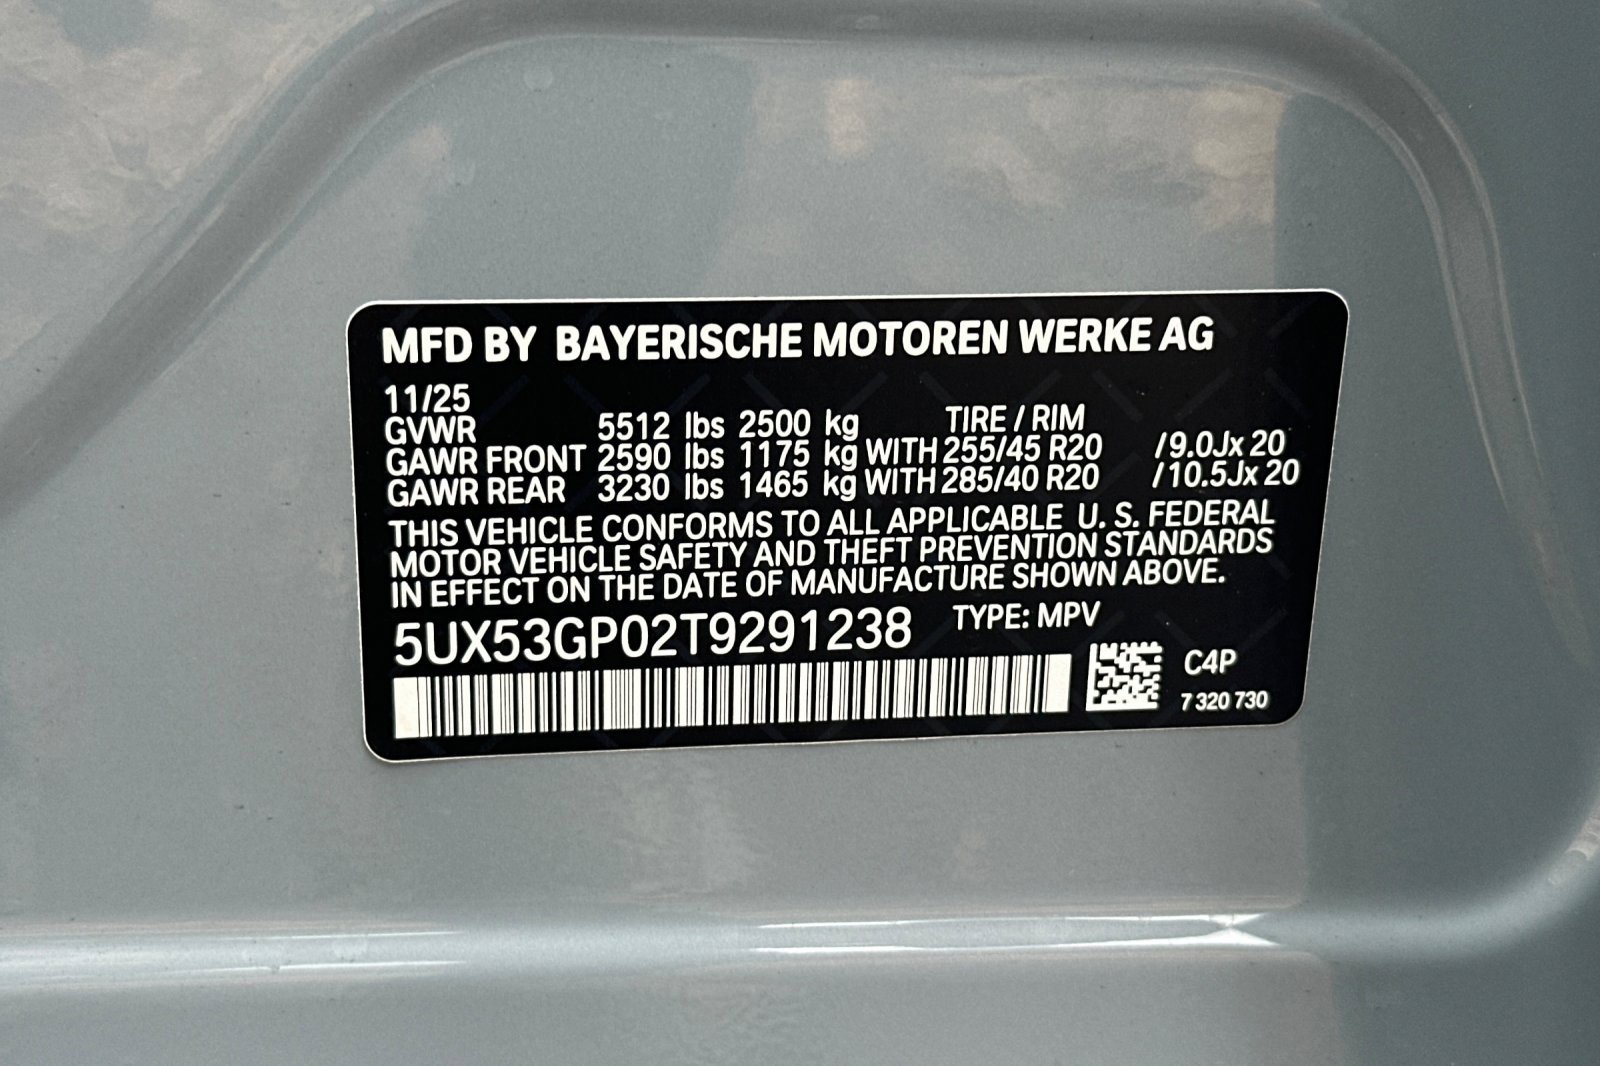 MFD BY BAYERISCHE MOTOREN WERKE AG
11/25
GVWR 5512 lbs 2500 kg TIRE / RIM
GAWR FRONT 2590 lbs 1175 kg WITH 255/45 R20 /9.0Jx 20
GAWR REAR 3230 lbs 1465 kg WITH 285/40 R20 /10.5Jx 20
THIS VEHICLE CONFORMS TO ALL APPLICABLE U. S. FEDERAL
MOTOR VEHICLE SAFETY AND THEFT PREVENTION STANDARDS
IN EFFECT ON THE DATE OF MANUFACTURE SHOWN ABOVE.
5UX53GP02T9291238 TYPE: MPV
C4P
7 320 730